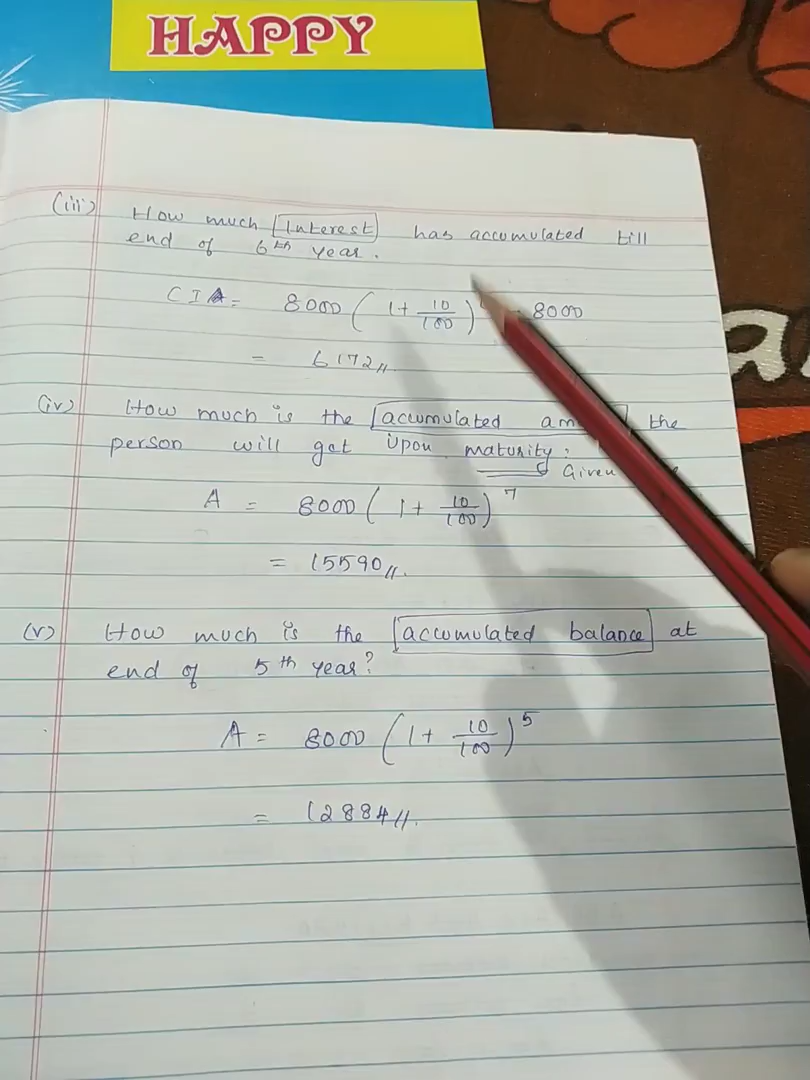 HAPPY
(iii) How much Interest has accumulated till
end of 6th year.
CI = 8000 ( 1 + 10/100 ) 8000
= 6172 //.
(iv) How much is the accumulated the
person will get upon maturity:
Given
A = 8000 ( 1 + 10/100 )^7
= 15590 //.
(v) How much is the accumulated balance at
end of 5th year?
A = 8000 ( 1 + 10/100 )^5
= 12884 //.